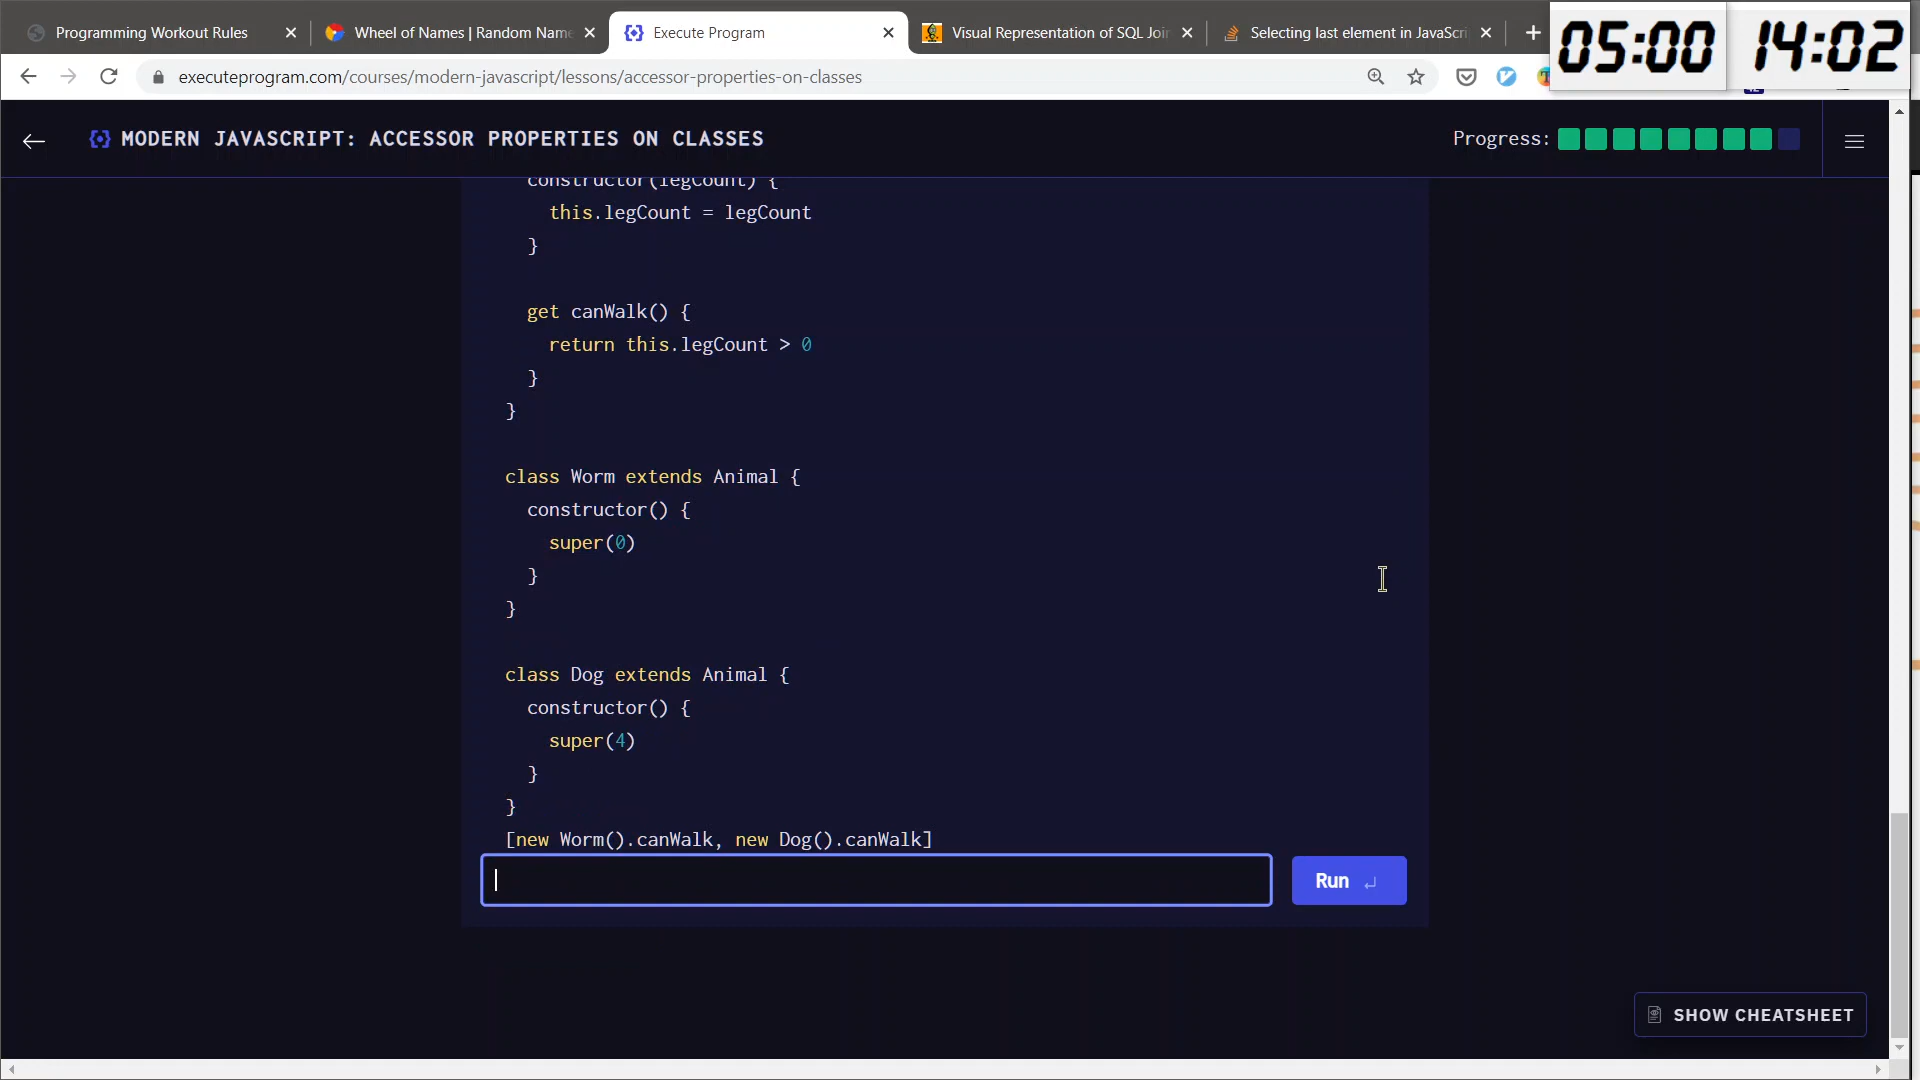 Programming Workout Rules
Wheel of Names | Random Name
Execute Program
Visual Representation of SQL Join
Selecting last element in JavaScri
05:00
14:02
executeprogram.com/courses/modern-javascript/lessons/accessor-properties-on-classes
MODERN JAVASCRIPT: ACCESSOR PROPERTIES ON CLASSES
Progress:
constructor(legCount) {
this.legCount = legCount
}
get canWalk() {
return this.legCount > 0
}
}
class Worm extends Animal {
constructor() {
super(0)
}
}
class Dog extends Animal {
constructor() {
super(4)
}
}
[new Worm().canWalk, new Dog().canWalk]
Run
SHOW CHEATSHEET